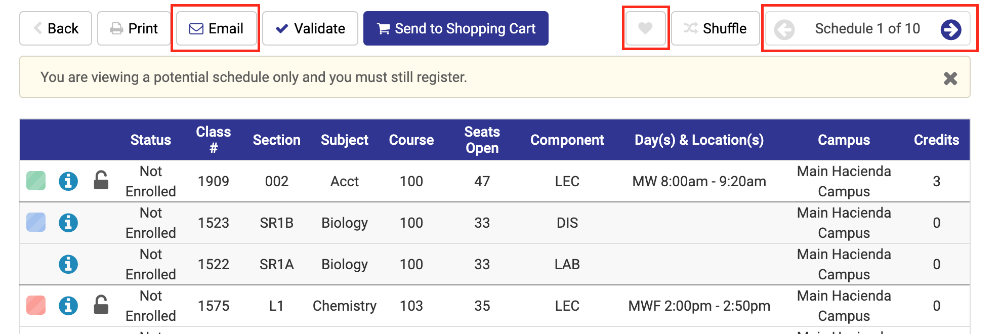 Back Print Email Validate Send to Shopping Cart Shuffle Schedule 1 of 10
You are viewing a potential schedule only and you must still register.
Status Class # Section Subject Course Seats Open Component Day(s) & Location(s) Campus Credits
Not Enrolled 1909 002 Acct 100 47 LEC MW 8:00am - 9:20am Main Hacienda Campus 3
Not Enrolled 1523 SR1B Biology 100 33 DIS Main Hacienda Campus 0
Not Enrolled 1522 SR1A Biology 100 33 LAB Main Hacienda Campus 0
Not Enrolled 1575 L1 Chemistry 103 35 LEC MWF 2:00pm - 2:50pm Main Hacienda Campus 0